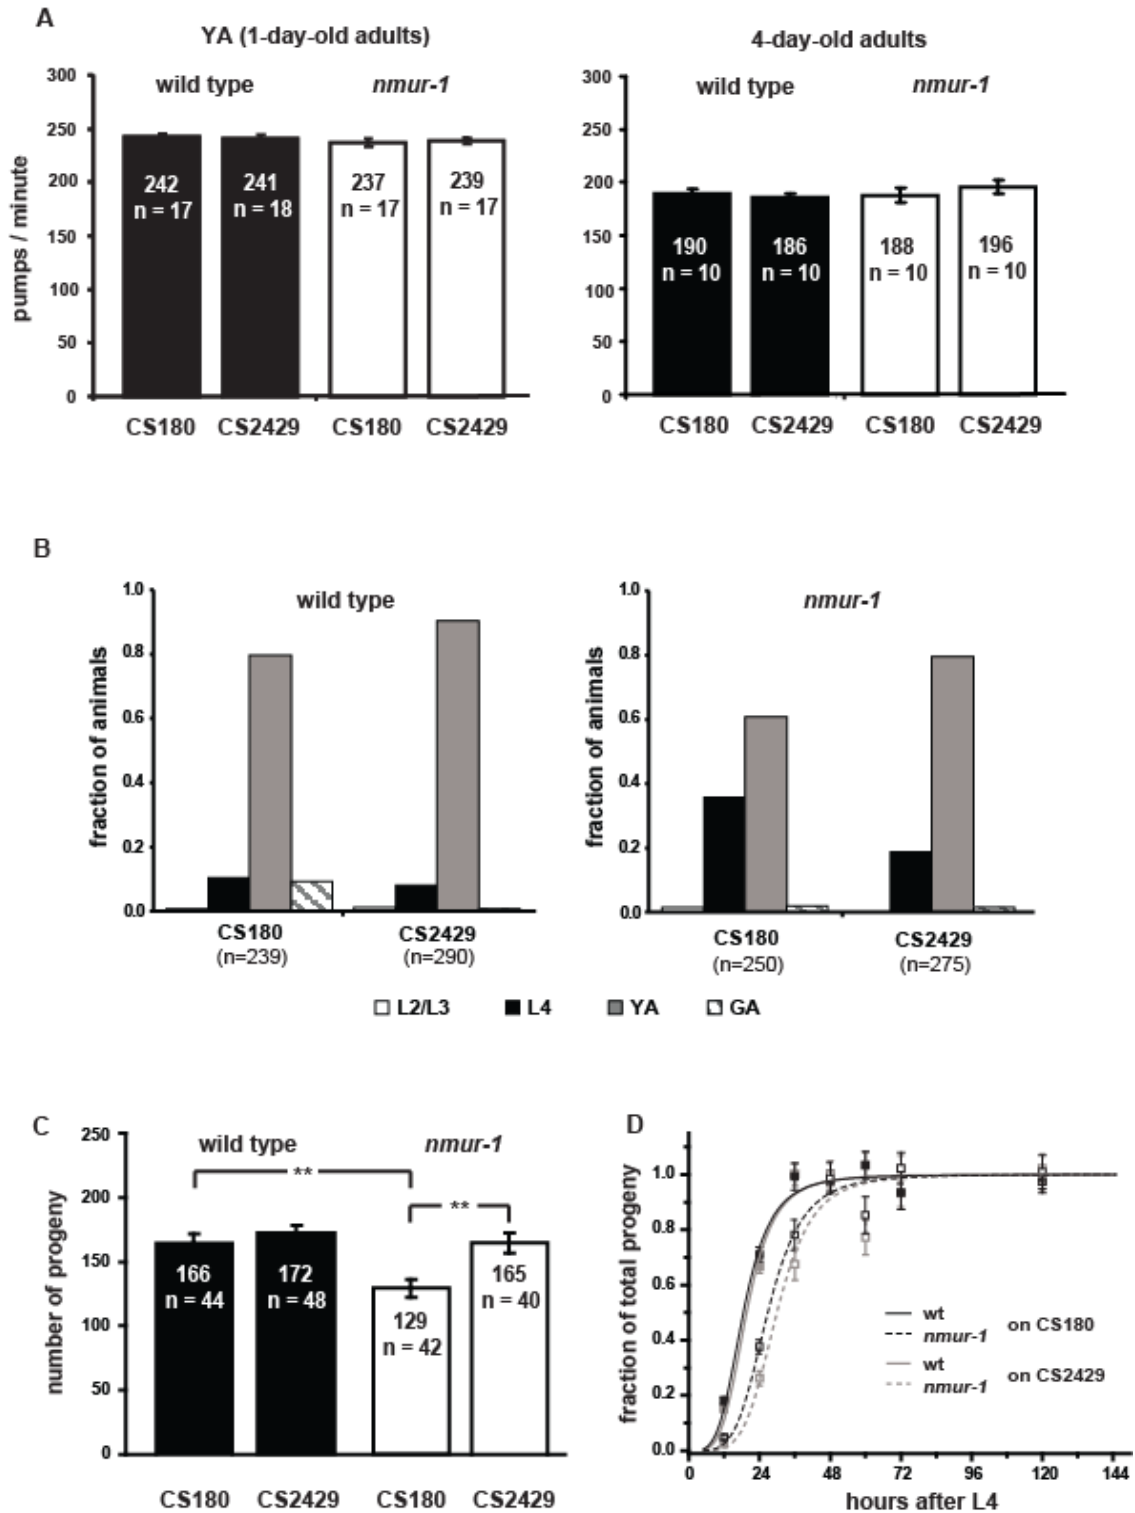 A
YA (1-day-old adults)
4-day-old adults
wild type
nmur-1
wild type
nmur-1
pumps / minute
300
250
200
150
100
50
0
242
n = 17
241
n = 18
237
n = 17
239
n = 17
CS180 CS2429 CS180 CS2429
300
250
200
150
100
50
0
190
n = 10
186
n = 10
188
n = 10
196
n = 10
CS180 CS2429 CS180 CS2429
B
wild type
fraction of animals
1.0
0.8
0.6
0.4
0.2
0.0
CS180
(n=239)
CS2429
(n=290)
nmur-1
fraction of animals
1.0
0.8
0.6
0.4
0.2
0.0
CS180
(n=250)
CS2429
(n=275)
L2/L3 L4 YA GA
C
wild type
nmur-1
number of progeny
250
200
150
100
50
0
**
**
166
n = 44
172
n = 48
129
n = 42
165
n = 40
CS180 CS2429 CS180 CS2429
D
fraction of total progeny
1.0
0.8
0.6
0.4
0.2
0.0
wt
nmur-1
on CS180
wt
nmur-1
on CS2429
0 24 48 72 96 120 144
hours after L4